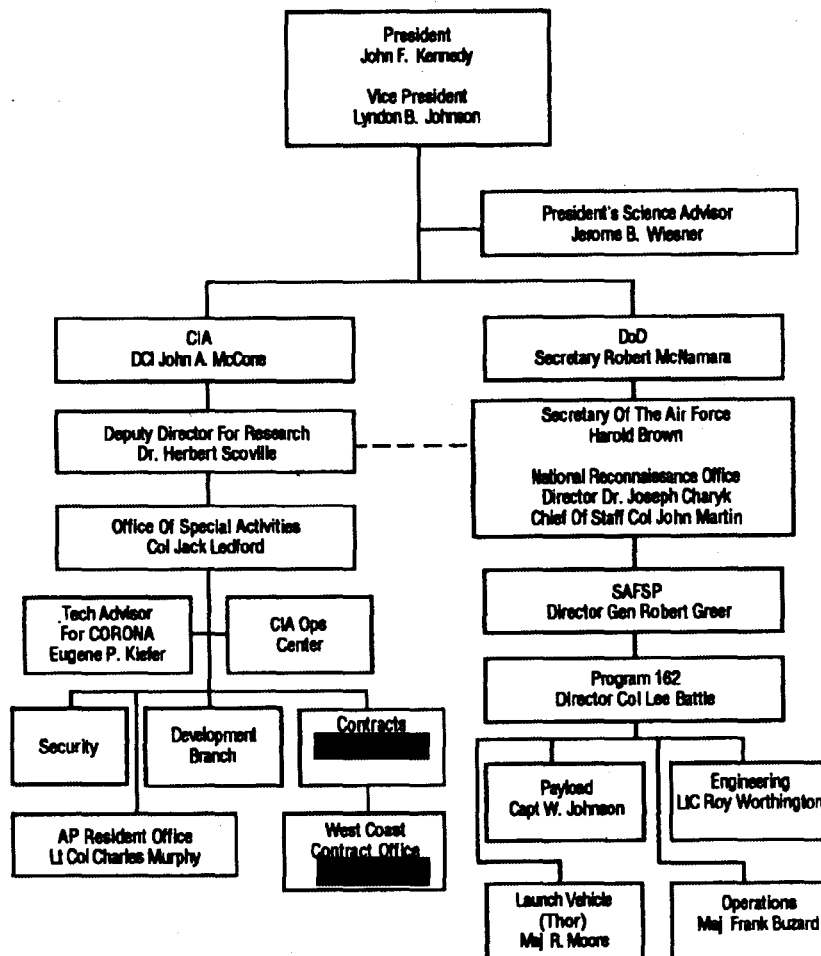 President
John F. Kennedy
Vice President
Lyndon B. Johnson
President's Science Advisor
Jerome B. Wiesner
CIA
DCI John A. McCone
DoD
Secretary Robert McNamara
Deputy Director For Research
Dr. Herbert Scoville
Secretary Of The Air Force
Harold Brown
National Reconnaissance Office
Director Dr. Joseph Charyk
Chief Of Staff Col John Martin
Office Of Special Activities
Col Jack Ledford
SAFSP
Director Gen Robert Greer
Tech Advisor
For CORONA
Eugene P. Kiefer
CIA Ops
Center
Program 162
Director Col Lee Battle
Security
Development
Branch
Contracts
Payload
Capt W. Johnson
Engineering
LtC Roy Worthington
AP Resident Office
Lt Col Charles Murphy
West Coast
Contract Office
Launch Vehicle
(Thor)
Maj R. Moore
Operations
Maj Frank Buzard